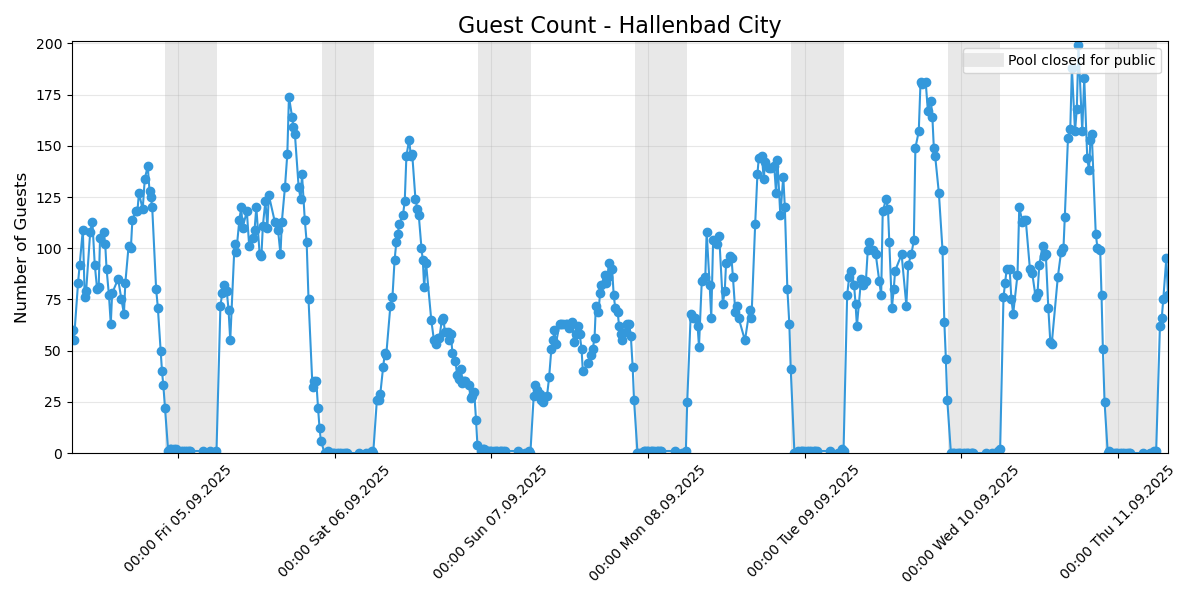 Guest Count - Hallenbad City
Pool closed for public
Number of Guests
200
175
150
125
100
75
50
25
0
00:00 Fri 05.09.2025
00:00 Sat 06.09.2025
00:00 Sun 07.09.2025
00:00 Mon 08.09.2025
00:00 Tue 09.09.2025
00:00 Wed 10.09.2025
00:00 Thu 11.09.2025